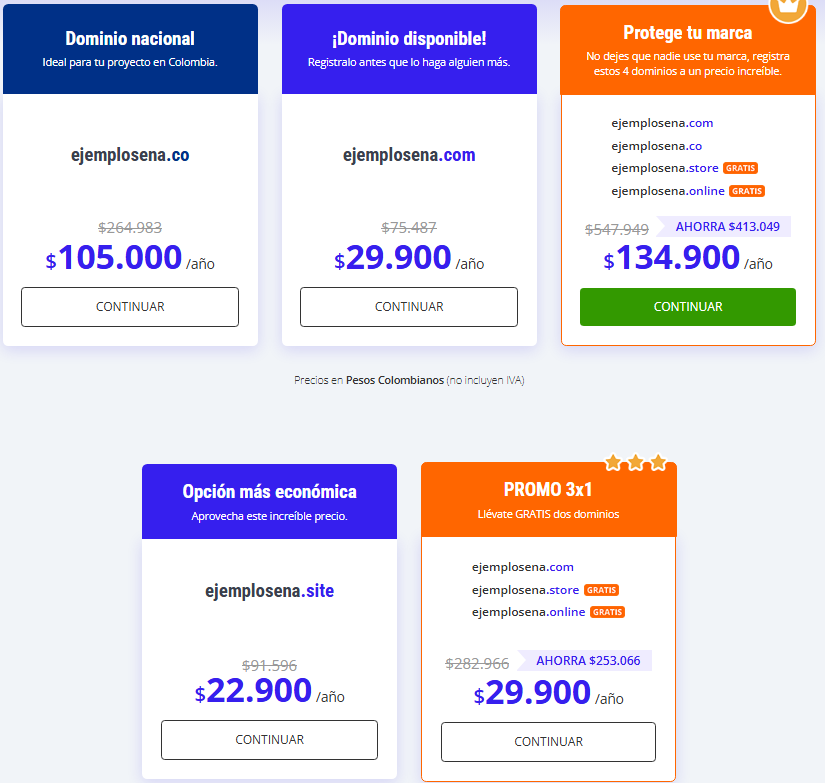 Dominio nacional
Ideal para tu proyecto en Colombia.
ejemplosena.co
$264.983
$105.000 /año
CONTINUAR
¡Dominio disponible!
Registralo antes que lo haga alguien más.
ejemplosena.com
$75.487
$29.900 /año
CONTINUAR
Protege tu marca
No dejes que nadie use tu marca, registra
estos 4 dominios a un precio increíble.
ejemplosena.com
ejemplosena.co
ejemplosena.store GRATIS
ejemplosena.online GRATIS
$547.949 AHORRA $413.049
$134.900 /año
CONTINUAR
Precios en Pesos Colombianos (no incluyen IVA)
Opción más económica
Aprovecha este increíble precio.
ejemplosena.site
$91.596
$22.900 /año
CONTINUAR
PROMO 3x1
Llévate GRATIS dos dominios
ejemplosena.com
ejemplosena.store GRATIS
ejemplosena.online GRATIS
$282.966 AHORRA $253.066
$29.900 /año
CONTINUAR